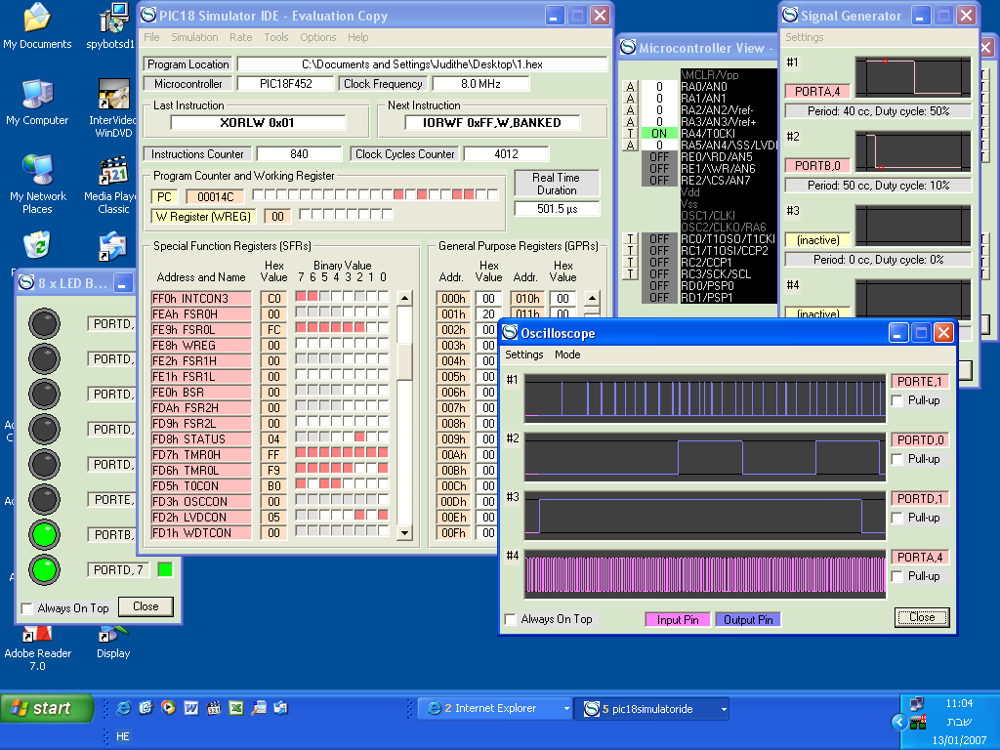 My Documents
spybotsd1
My Computer
InterVideo
WinDVD
My Network
Places
Media Playe
Classic
Adobe Reader
7.0
Display
PIC18 Simulator IDE - Evaluation Copy
File Simulation Rate Tools Options Help
Program Location C:\Documents and Settings\Judithe\Desktop\1.hex
Microcontroller PIC18F452 Clock Frequency 8.0 MHz
Last Instruction
XORLW 0x01
Next Instruction
IORWF 0xFF,W,BANKED
Instructions Counter 840 Clock Cycles Counter 4012
Program Counter and Working Register
PC 00014C
W Register (WREG) 00
Real Time
Duration
501.5 µs
Special Function Registers (SFRs)
Hex Binary Value
Address and Name Value 7 6 5 4 3 2 1 0
FF0h INTCON3 C0
FEAh FSR0H 00
FE9h FSR0L FC
FE8h WREG 00
FE2h FSR1H 00
FE1h FSR1L 00
FE0h BSR 00
FDAh FSR2H 00
FD9h FSR2L 00
FD8h STATUS 04
FD7h TMR0H FF
FD6h TMR0L F9
FD5h T0CON B0
FD3h OSCCON 00
FD2h LVDCON 05
FD1h WDTCON 00
General Purpose Registers (GPRs)
Hex Hex
Addr. Value Addr. Value
000h 00 010h 00
001h 20 011h 00
002h
003h
004h
005h
006h
007h
008h
009h
00Ah
00Bh
00Ch
00Dh
00Eh
00Fh
Microcontroller View -
\MCLR/Vpp
A 0 RA0/AN0
A 0 RA1/AN1
A 0 RA2/AN2/Vref-
A 0 RA3/AN3/Vref+
T ON RA4/T0CKI
A 0 RA5/AN4/\SS/LVDI
OFF RE0/\RD/AN5
OFF RE1/\WR/AN6
OFF RE2/\CS/AN7
Vdd
Vss
OSC1/CLKI
OSC2/CLKO/RA6
T OFF RC0/T1OSO/T1CKI
T OFF RC1/T1OSI/CCP2
T OFF RC2/CCP1
T OFF RC3/SCK/SCL
OFF RD0/PSP0
OFF RD1/PSP1
Signal Generator
Settings
#1
PORTA,4
Period: 40 cc, Duty cycle: 50%
#2
PORTB,0
Period: 50 cc, Duty cycle: 10%
#3
(inactive)
Period: 0 cc, Duty cycle: 0%
#4
(inactive)
8 x LED B...
PORTD,
PORTD,
PORTD,
PORTD,
PORTD,
PORTE,
PORTB,
PORTD, 7
Always On Top Close
Oscilloscope
Settings Mode
#1 PORTE,1
Pull-up
#2 PORTD,0
Pull-up
#3 PORTD,1
Pull-up
#4 PORTA,4
Pull-up
Always On Top Input Pin Output Pin Close
start
2 Internet Explorer
5 pic18simulatoride
HE
11:04
שבת
13/01/2007